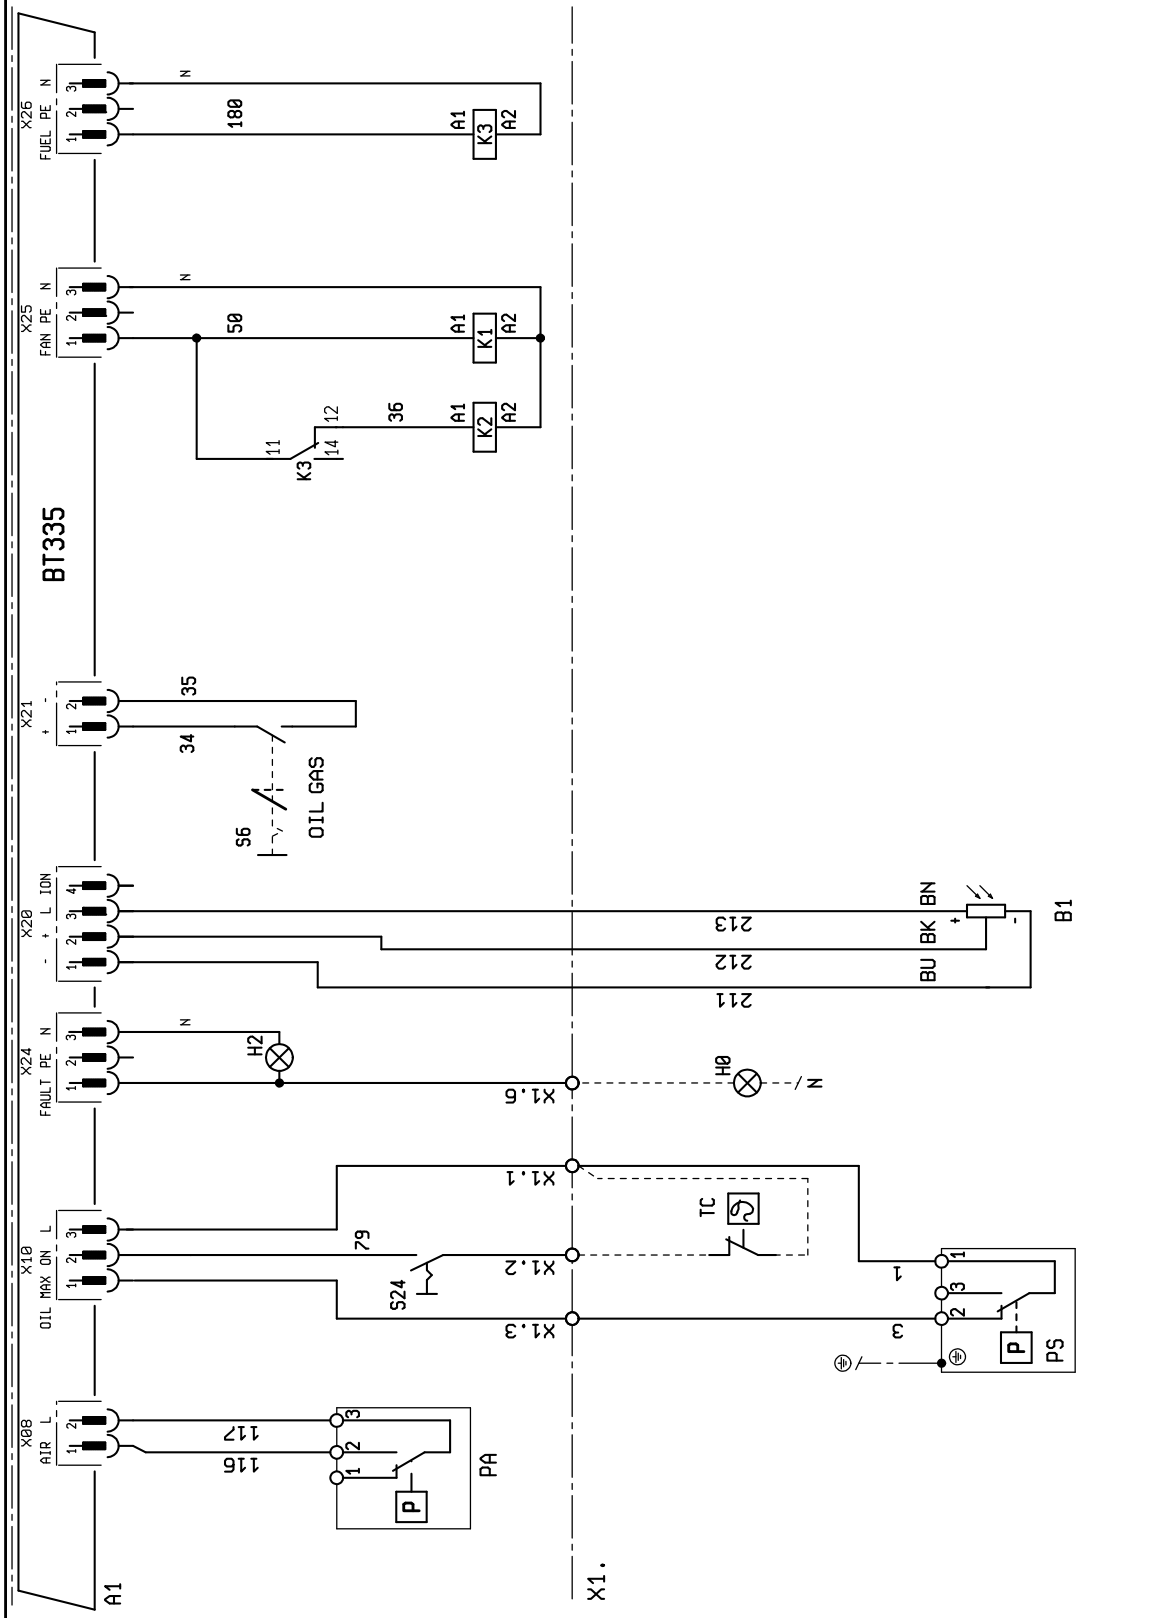 A1
BT335
X08
AIR L
1 2
116
117
1 2 3
P
PA
X10
OIL MAX ON L
1 2 3
79
S24
X1.3
X1.2
X1.1
TC
3
1
2 3 1
P
PS
X24
FAULT PE N
1 2 3
N
H2
X1.6
H0
N
X20
- + L ION
1 2 3 4
211
212
213
BU BK BN
+ -
B1
X21
+ -
1 2
34
35
S6
OIL GAS
X25
FAN PE N
1 2 3
N
50
11
K3
14 12
36
A1
K2
A2
A1
K1
A2
X26
FUEL PE N
1 2 3
N
180
A1
K3
A2
X1.